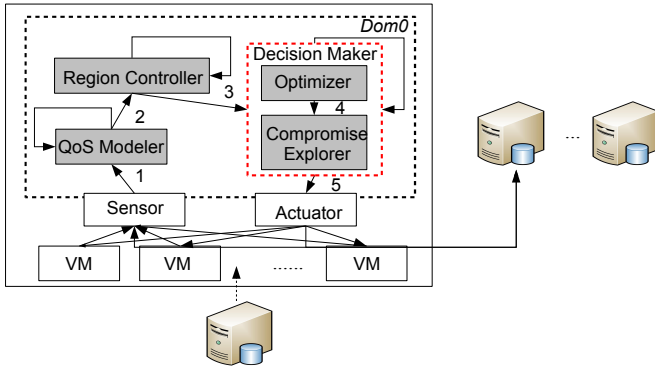 Dom0
Decision Maker
Region Controller
3
Optimizer
4
2
Compromise
Explorer
QoS Modeler
1
5
Sensor
Actuator
...
VM
VM
......
VM